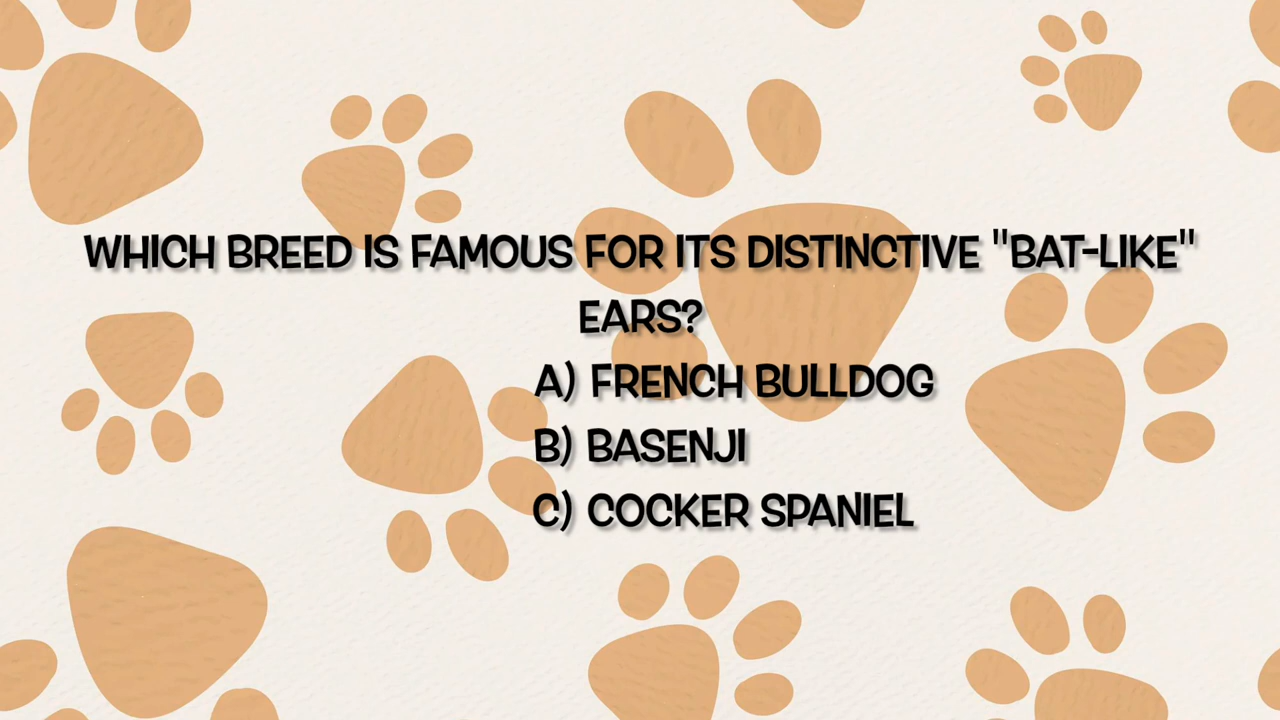 WHICH BREED IS FAMOUS FOR ITS DISTINCTIVE "BAT-LIKE"
EARS?
A) FRENCH BULLDOG
B) BASENJI
C) COCKER SPANIEL